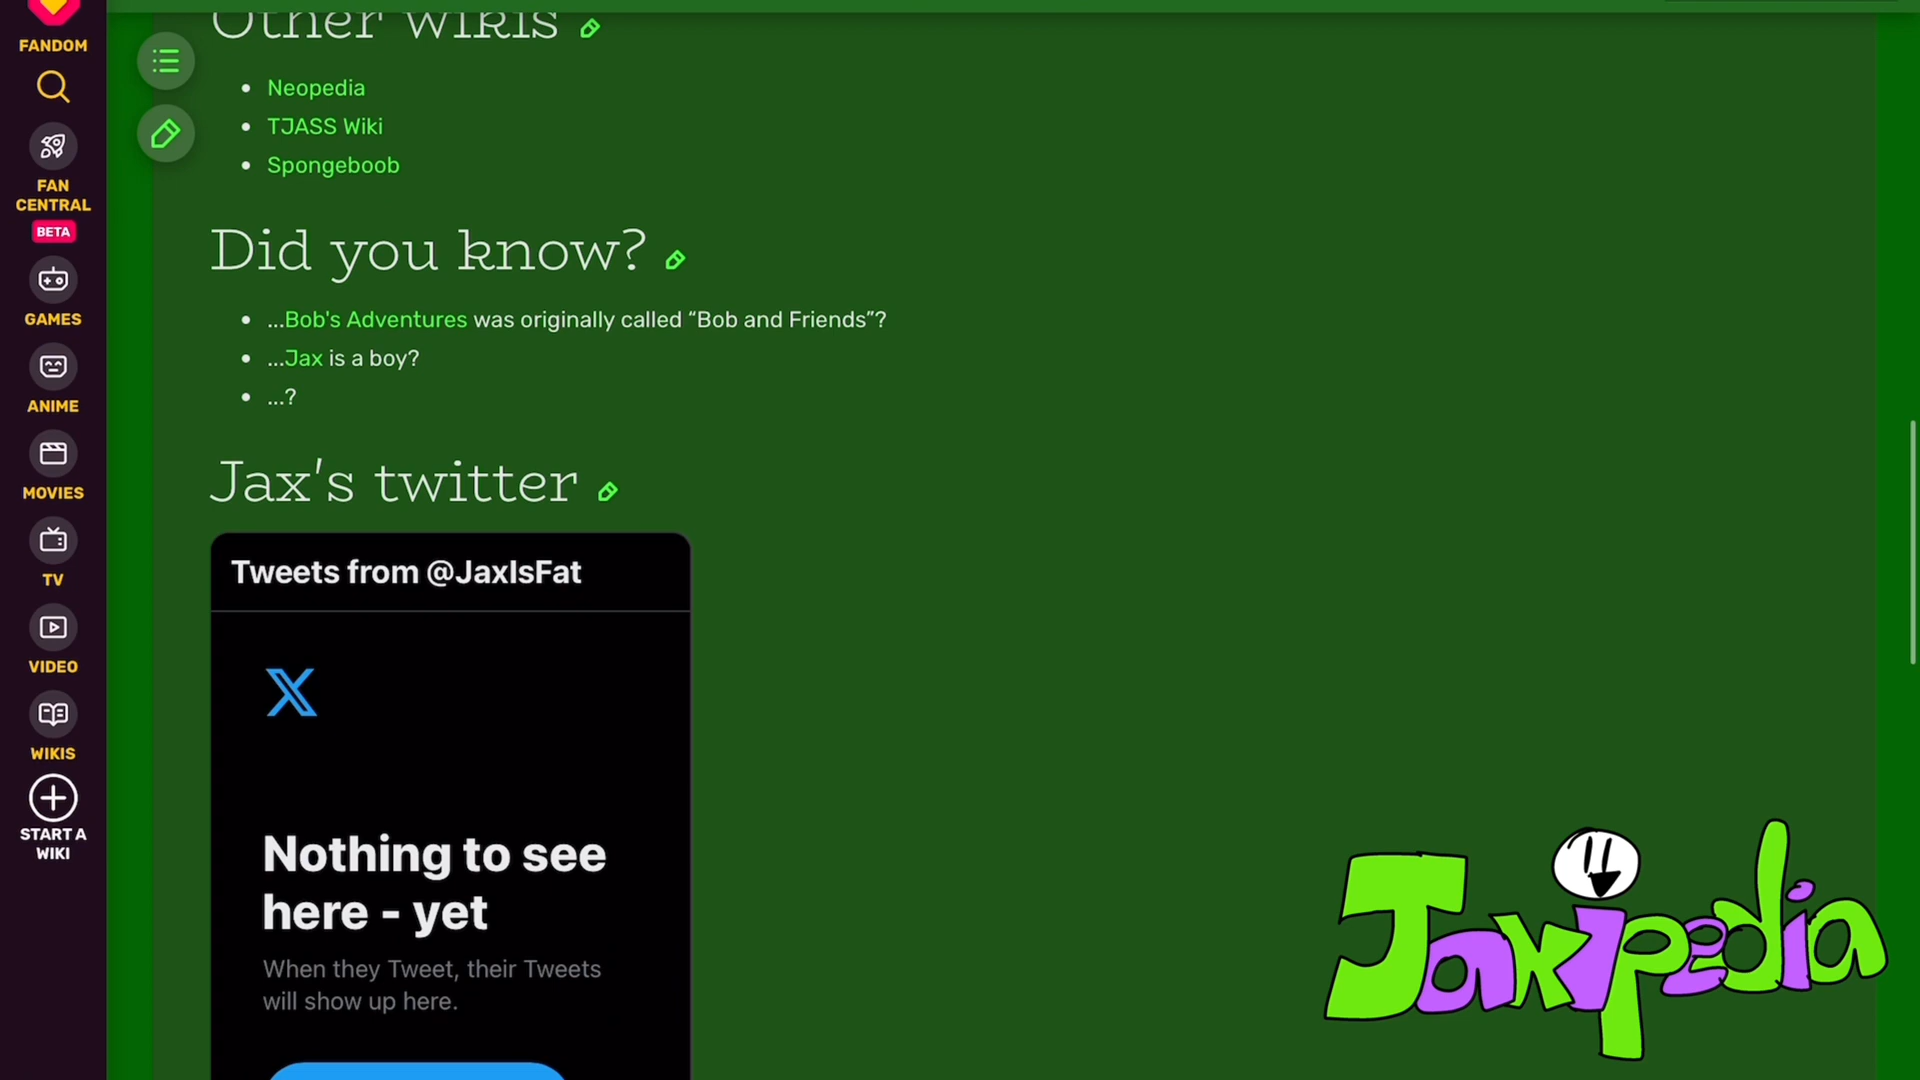 FANDOM
FAN
CENTRAL
BETA
GAMES
ANIME
MOVIES
TV
VIDEO
WIKIS
START A
WIKI
Other wikis
Neopedia
TJASS Wiki
Spongeboob
Did you know?
...Bob's Adventures was originally called “Bob and Friends”?
...Jax is a boy?
...?
Jax's twitter
Tweets from @JaxIsFat
Nothing to see
here - yet
When they Tweet, their Tweets
will show up here.
Jaxipedia